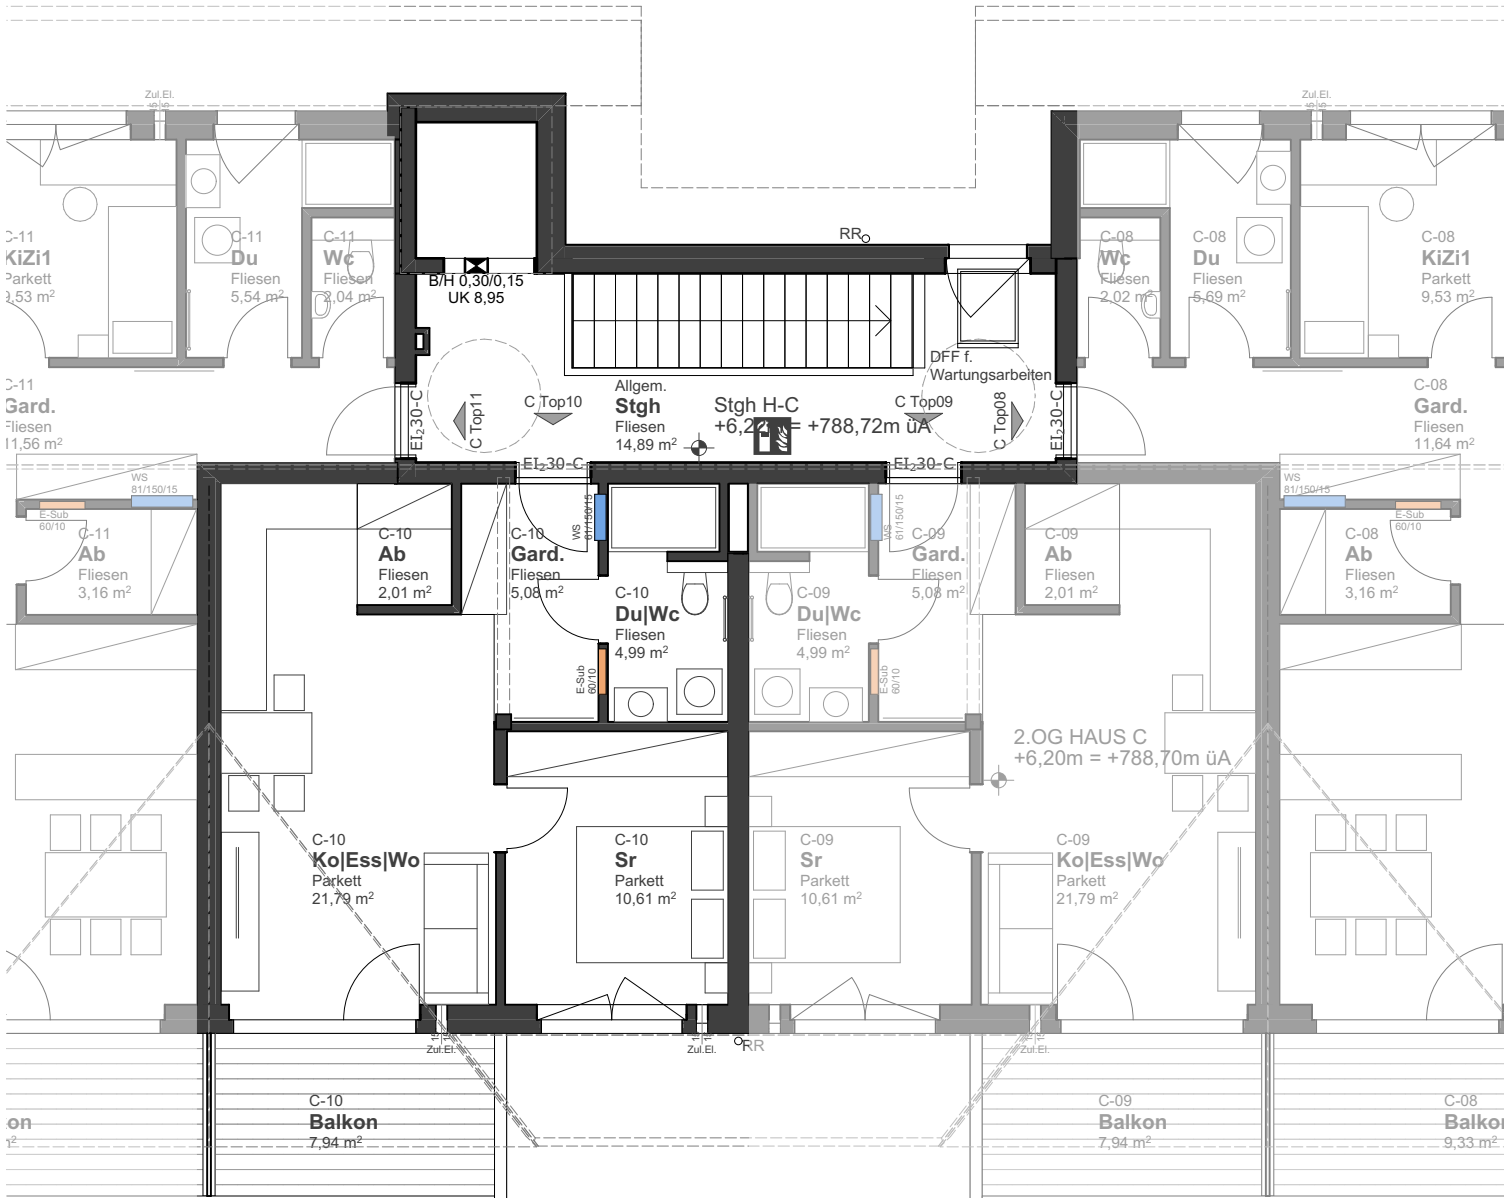 Zul.El.
15
15
Zul.El.
15
15
C-11
KiZi1
Parkett
9,53 m²
C-11
Du
Fliesen
5,54 m²
C-11
Wc
Fliesen
2,04 m²
B/H 0,30/0,15
UK 8,95
RR
C-08
Wc
Fliesen
2,02 m²
C-08
Du
Fliesen
5,69 m²
C-08
KiZi1
Parkett
9,53 m²
DFF f.
Wartungsarbeiten
C-11
Gard.
Fliesen
11,56 m²
EI₂30-C
C Top11
C Top10
Allgem.
Stgh
Fliesen
14,89 m²
Stgh H-C
= +788,72m üA
C Top09
C Top08
EI₂30-C
C-08
Gard.
Fliesen
11,64 m²
EI₂30-C
EI₂30-C
WS
81/150/15
E-Sub
60/10
C-11
Ab
Fliesen
3,16 m²
C-10
Ab
Fliesen
2,01 m²
C-10
Gard.
Fliesen
5,08 m²
WS
61/150/15
C-10
Du|Wc
Fliesen
4,99 m²
E-Sub
60/10
C-09
Du|Wc
Fliesen
4,99 m²
WS
61/150/15
E-Sub
60/10
C-09
Gard.
Fliesen
5,08 m²
C-09
Ab
Fliesen
2,01 m²
WS
81/150/15
E-Sub
60/10
C-08
Ab
Fliesen
3,16 m²
2.OG HAUS C
+6,20m = +788,70m üA
C-10
Ko|Ess|Wo
Parkett
21,79 m²
C-10
Sr
Parkett
10,61 m²
C-09
Sr
Parkett
10,61 m²
C-09
Ko|Ess|Wo
Parkett
21,79 m²
Zul.El.
Zul.El.
RR
Zul.El.
C-10
Balkon
7,94 m²
C-09
Balkon
7,94 m²
C-08
Balkon
9,33 m²